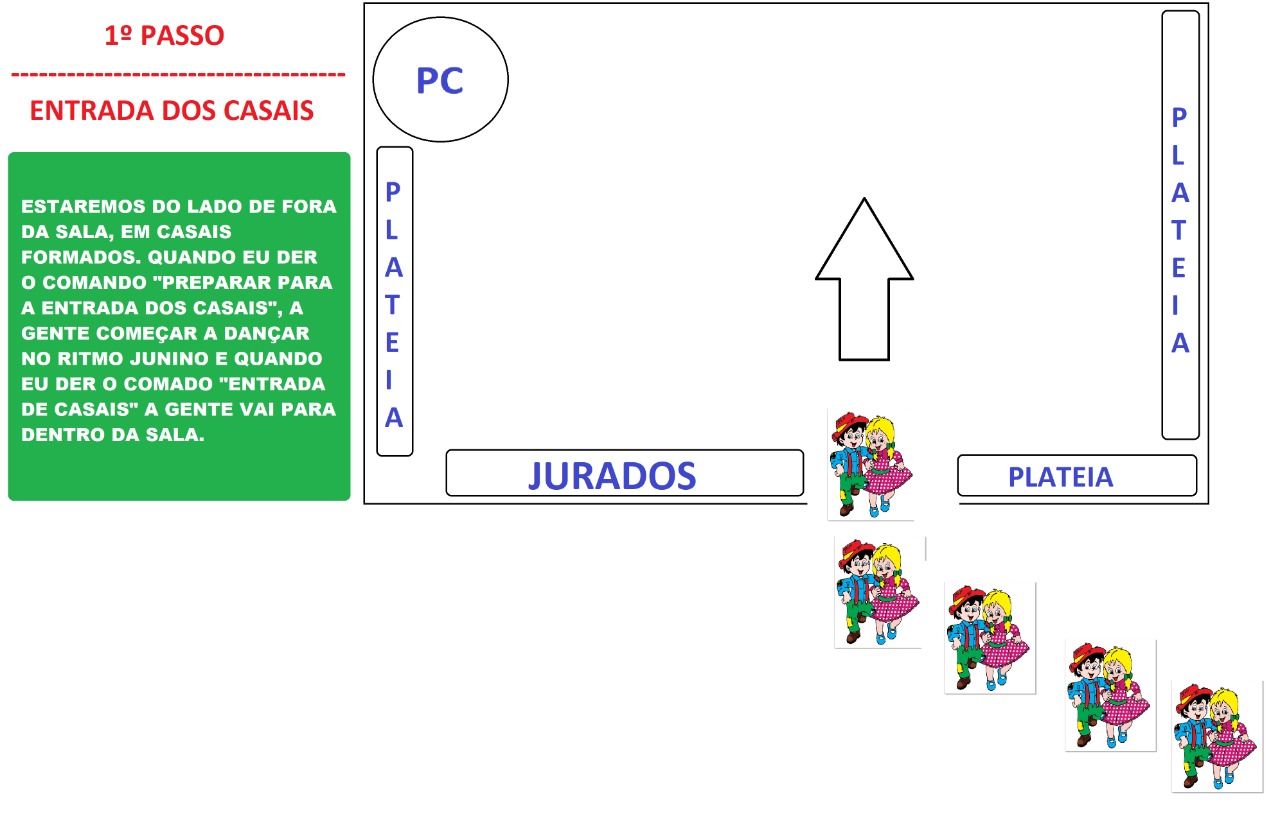 1º PASSO
---------------------------------------
ENTRADA DOS CASAIS
ESTAREMOS DO LADO DE FORA
DA SALA, EM CASAIS
FORMADOS. QUANDO EU DER
O COMANDO "PREPARAR PARA
A ENTRADA DOS CASAIS", A
GENTE COMEÇAR A DANÇAR
NO RITMO JUNINO E QUANDO
EU DER O COMADO "ENTRADA
DE CASAIS" A GENTE VAI PARA
DENTRO DA SALA.
PC
PLATEIA
PLATEIA
JURADOS
PLATEIA